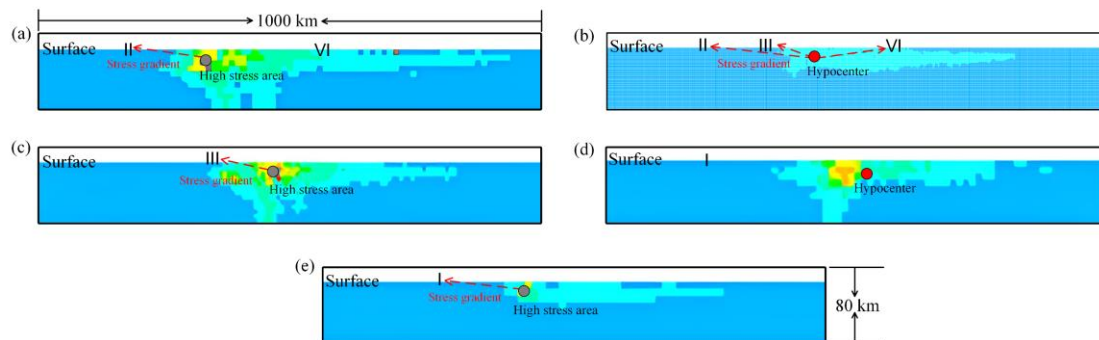 1000 km
(a)
Surface
II
VI
Stress gradient
High stress area
(b)
Surface
II
III
VI
Stress gradient
Hypocenter
(c)
Surface
III
Stress gradient
High stress area
(d)
Surface
I
Hypocenter
(e)
Surface
I
Stress gradient
High stress area
80 km